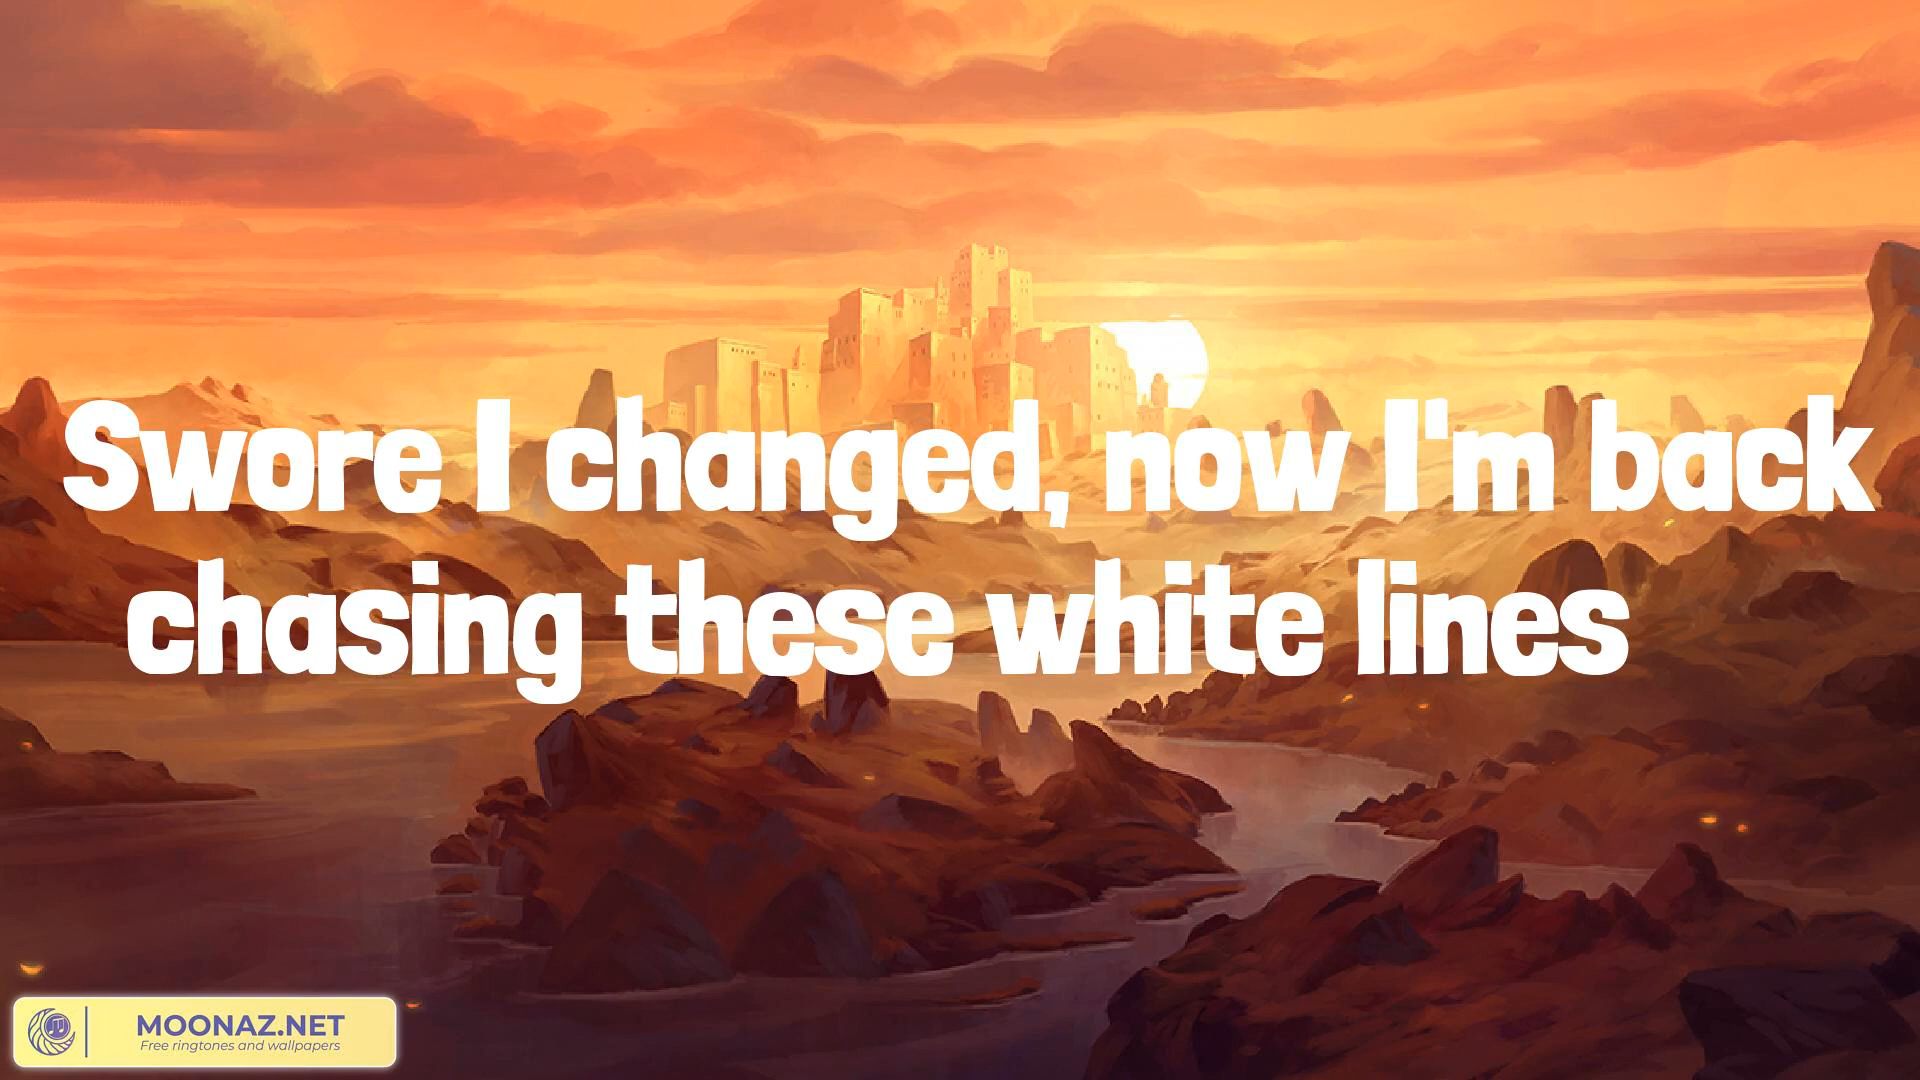 Swore I changed, now I'm back
chasing these white lines
MOONAZ.NET
Free ringtones and wallpapers